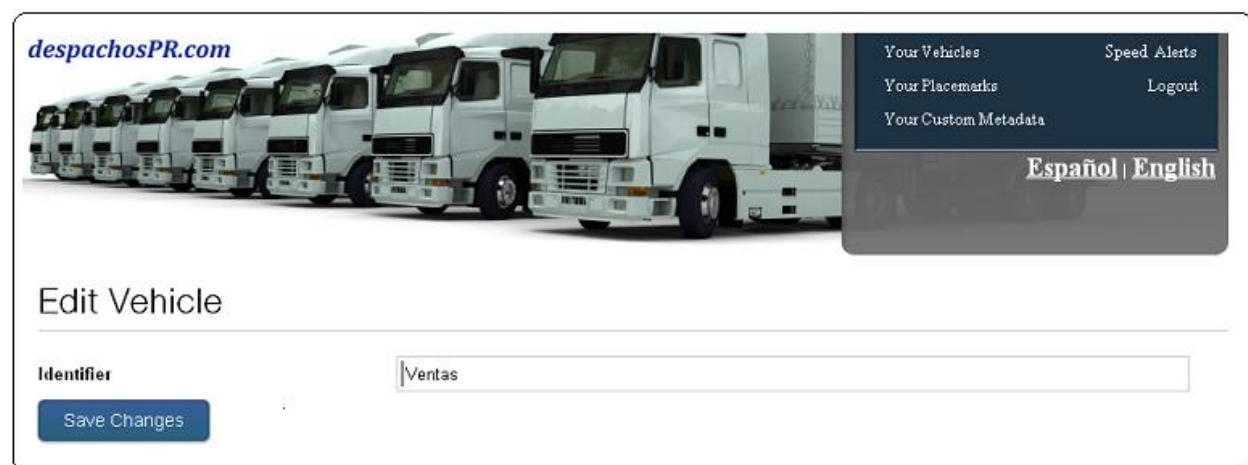 despachosPR.com
Your Vehicles Speed Alerts
Your Placemarks Logout
Your Custom Metadata
Español | English
Edit Vehicle
Identifier Ventas
Save Changes